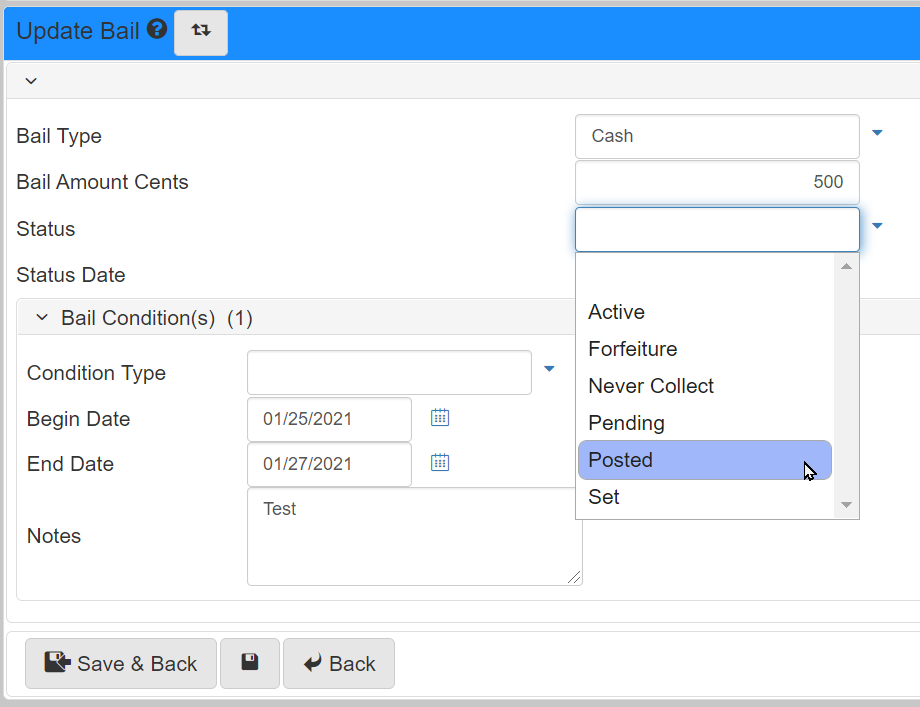 Update Bail
Bail Type Cash
Bail Amount Cents 500
Status
Status Date
Active
Forfeiture
Never Collect
Pending
Posted
Set
Bail Condition(s) (1)
Condition Type
Begin Date 01/25/2021
End Date 01/27/2021
Notes Test
Save & Back Back